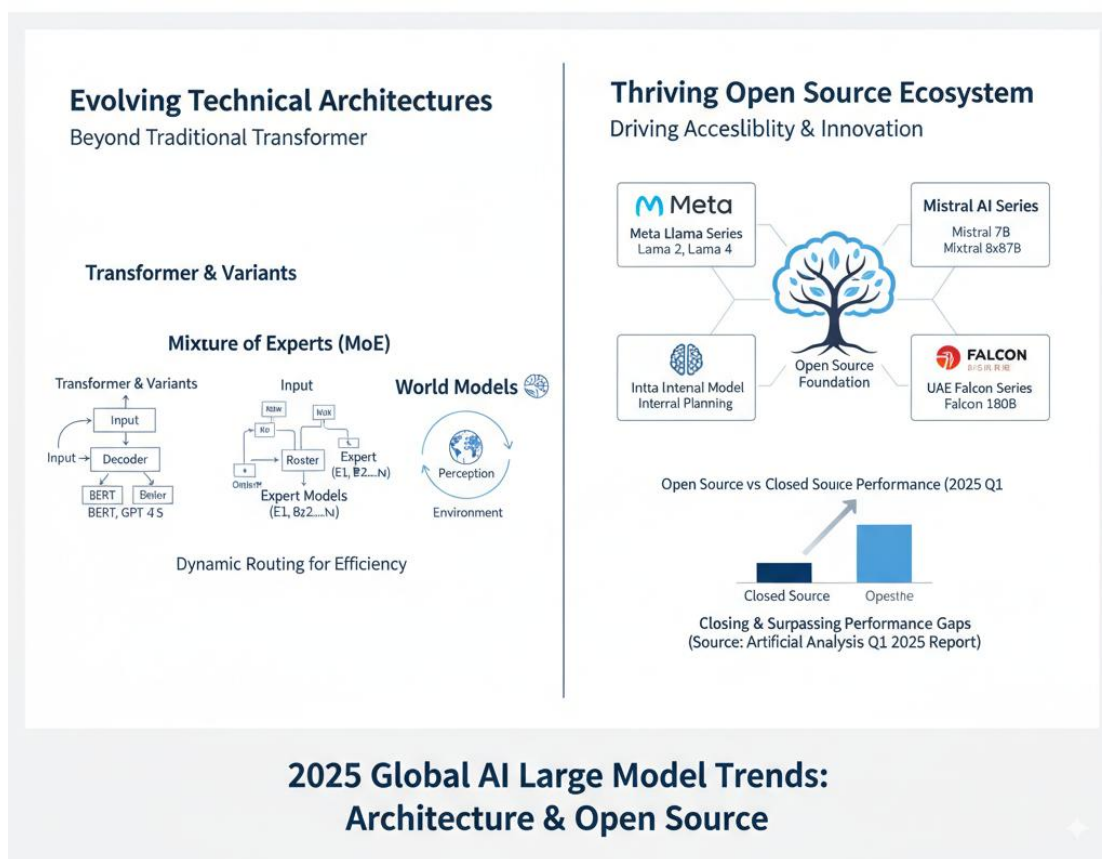 Evolving Technical Architectures
Beyond Traditional Transformer
Transformer & Variants
Mixture of Experts (MoE)
Transformer & Variants
Input
Input
Decoder
BERT
BERT, GPT 4 S
Input
Roster
Expert
Expert Models
World Models
Perception
Environment
Dynamic Routing for Efficiency
Thriving Open Source Ecosystem
Driving Accesliblity & Innovation
Meta
Meta Llama Series
Lama 2, Lama 4
Mistral AI Series
Mistral 7B
Mixtral 8x87B
Intta Intenal Model
Interral Planning
Open Source
Foundation
FALCON
UAE Falcon Series
Falcon 180B
Open Source vs Closed Souice Performance (2025 Q1
Closed Source
Opesthe
Closing & Surpassing Performance Gaps
(Source: Artificial Analysis Q1 2025 Report)
2025 Global AI Large Model Trends:
Architecture & Open Source